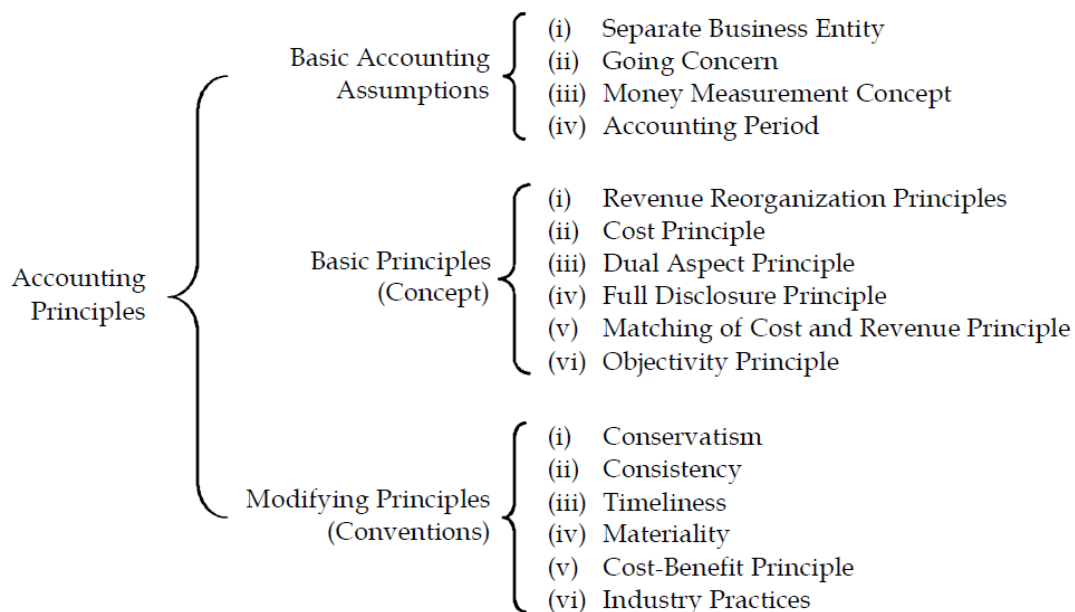 Accounting
Principles
Basic Accounting
Assumptions
(i) Separate Business Entity
(ii) Going Concern
(iii) Money Measurement Concept
(iv) Accounting Period
Basic Principles
(Concept)
(i) Revenue Reorganization Principles
(ii) Cost Principle
(iii) Dual Aspect Principle
(iv) Full Disclosure Principle
(v) Matching of Cost and Revenue Principle
(vi) Objectivity Principle
Modifying Principles
(Conventions)
(i) Conservatism
(ii) Consistency
(iii) Timeliness
(iv) Materiality
(v) Cost-Benefit Principle
(vi) Industry Practices